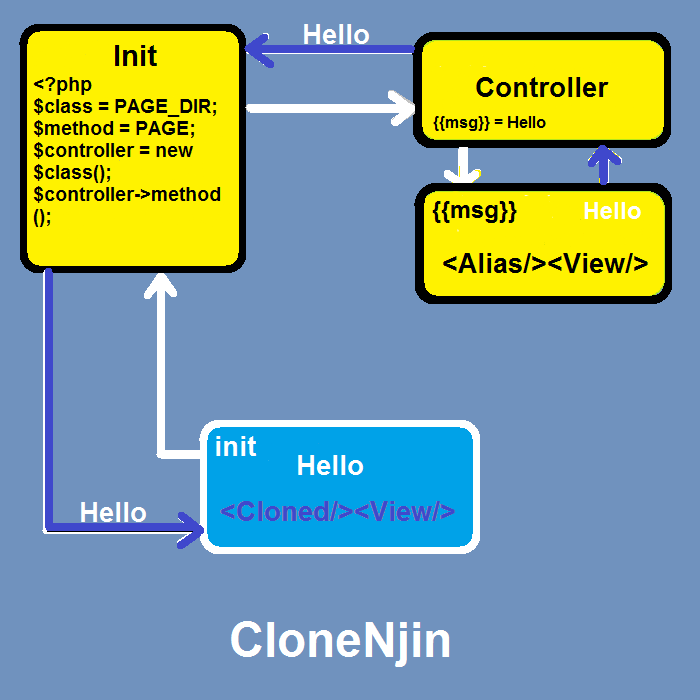 Hello
Init
<?php
$class = PAGE_DIR;
$method = PAGE;
$controller = new
$class();
$controller->method
();
Controller
{{msg}} = Hello
{{msg}}
Hello
<Alias/><View/>
init
Hello
<Cloned/><View/>
Hello
CloneNjin